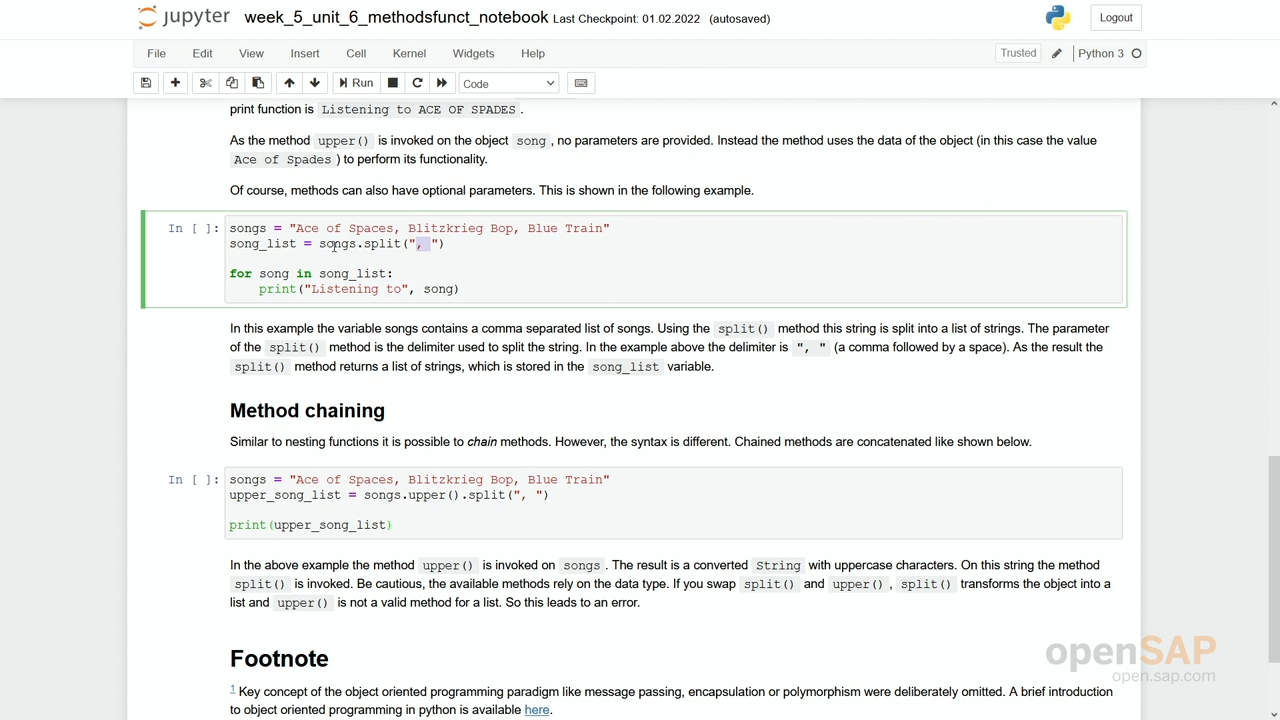 jupyter week_5_unit_6_methodsfunct_notebook Last Checkpoint: 01.02.2022 (autosaved) Logout
File Edit View Insert Cell Kernel Widgets Help Trusted Python 3
Run Code
print function is Listening to ACE OF SPADES .
As the method upper() is invoked on the object song , no parameters are provided. Instead the method uses the data of the object (in this case the value
Ace of Spades ) to perform its functionality.
Of course, methods can also have optional parameters. This is shown in the following example.
In [ ]: songs = "Ace of Spaces, Blitzkrieg Bop, Blue Train"
song_list = songs.split(", ")
for song in song_list:
print("Listening to", song)
In this example the variable songs contains a comma separated list of songs. Using the split() method this string is split into a list of strings. The parameter
of the split() method is the delimiter used to split the string. In the example above the delimiter is ", " (a comma followed by a space). As the result the
split() method returns a list of strings, which is stored in the song_list variable.
Method chaining
Similar to nesting functions it is possible to chain methods. However, the syntax is different. Chained methods are concatenated like shown below.
In [ ]: songs = "Ace of Spaces, Blitzkrieg Bop, Blue Train"
upper_song_list = songs.upper().split(", ")
print(upper_song_list)
In the above example the method upper() is invoked on songs . The result is a converted String with uppercase characters. On this string the method
split() is invoked. Be cautious, the available methods rely on the data type. If you swap split() and upper() , split() transforms the object into a
list and upper() is not a valid method for a list. So this leads to an error.
Footnote
1 Key concept of the object oriented programming paradigm like message passing, encapsulation or polymorphism were deliberately omitted. A brief introduction
to object oriented programming in python is available here.
openSAP
open.sap.com